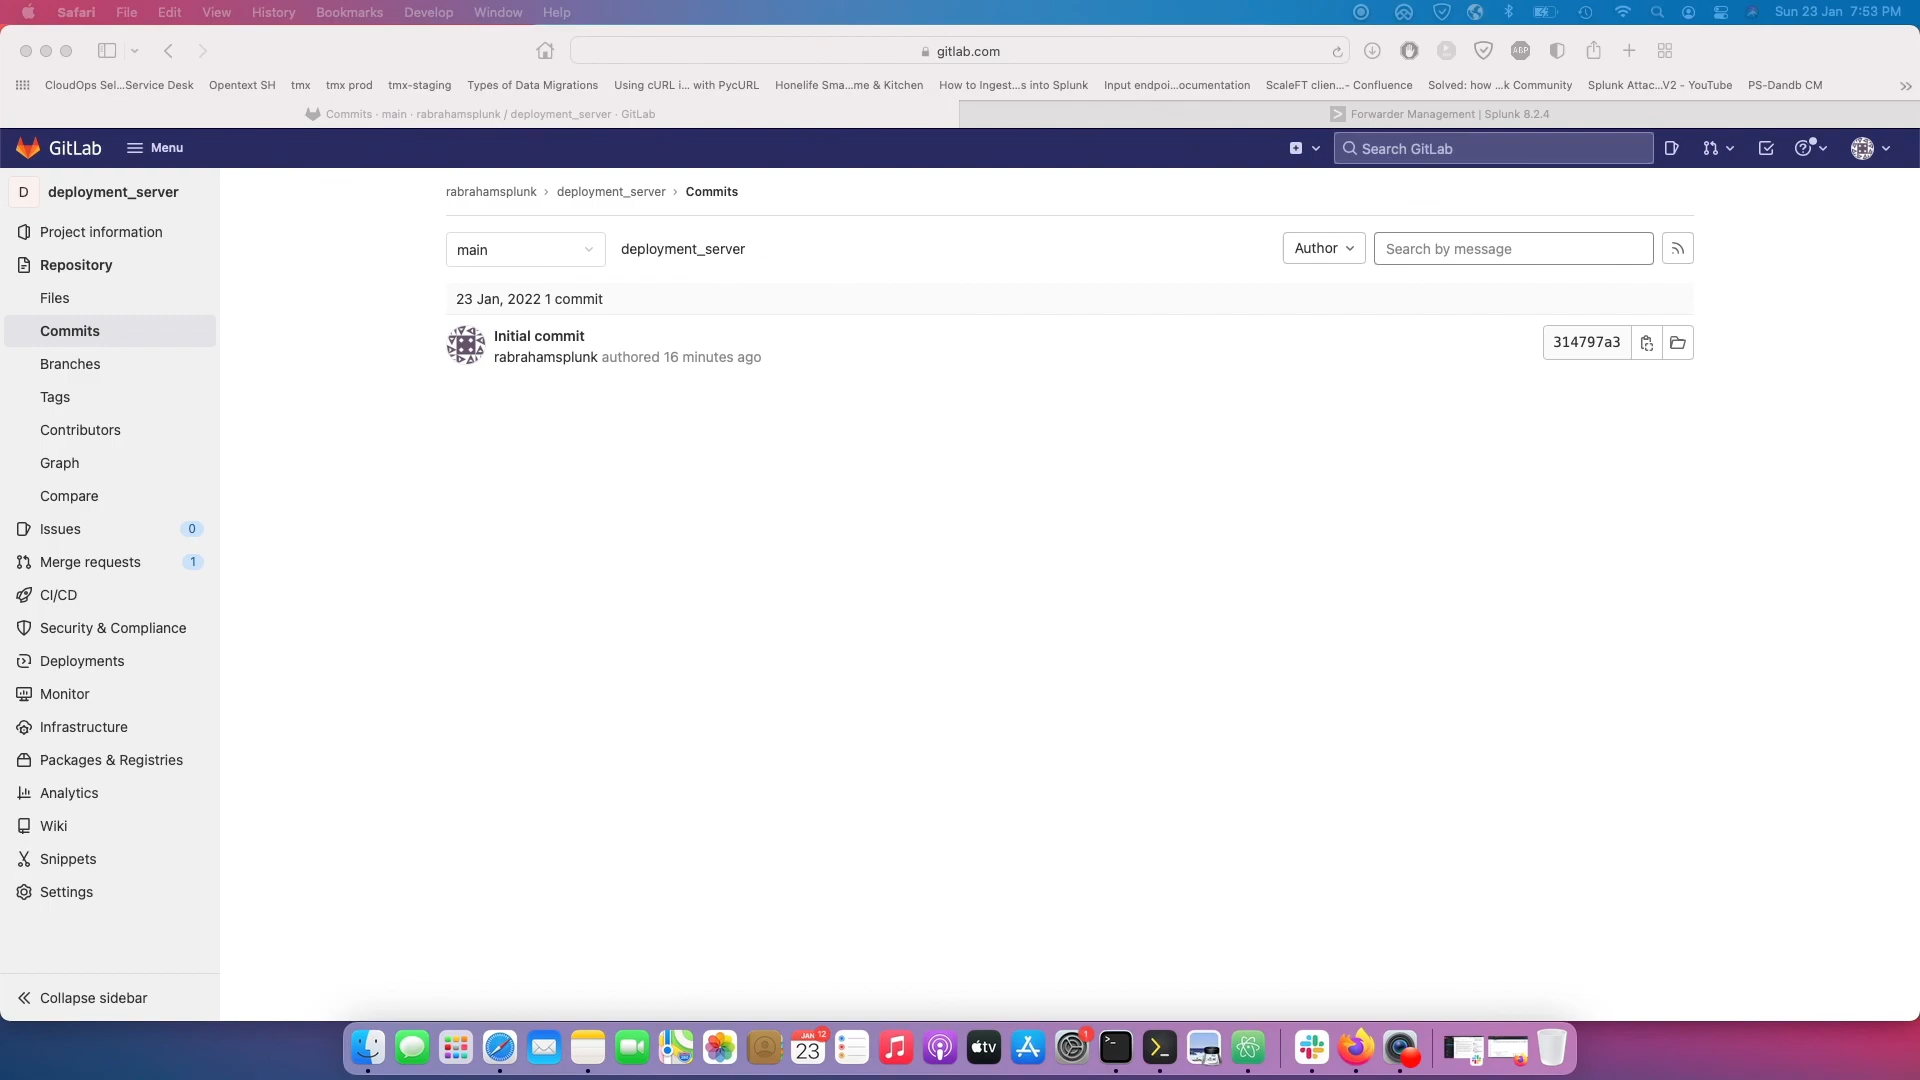 Safari File Edit View History Bookmarks Develop Window Help Sun 23 Jan 7:53 PM
gitlab.com ABP
CloudOps Sel...Service Desk Opentext SH tmx tmx prod tmx-staging Types of Data Migrations Using cURL i... with PycURL Honelife Sma...me & Kitchen How to Ingest...s into Splunk Input endpoi...ocumentation ScaleFT clien...- Confluence Solved: how ...k Community Splunk Attac...V2 - YouTube PS-Dandb CM
Commits · main · rabrahamsplunk / deployment_server · GitLab Forwarder Management | Splunk 8.2.4
GitLab Menu Search GitLab
D deployment_server
rabrahamsplunk › deployment_server › Commits
Project information
main deployment_server Author Search by message
Repository
Files
23 Jan, 2022 1 commit
Commits
Initial commit
rabrahamsplunk authored 16 minutes ago
314797a3
Branches
Tags
Contributors
Graph
Compare
Issues 0
Merge requests 1
CI/CD
Security & Compliance
Deployments
Monitor
Infrastructure
Packages & Registries
Analytics
Wiki
Snippets
Settings
Collapse sidebar
JAN 12 23 tv 1